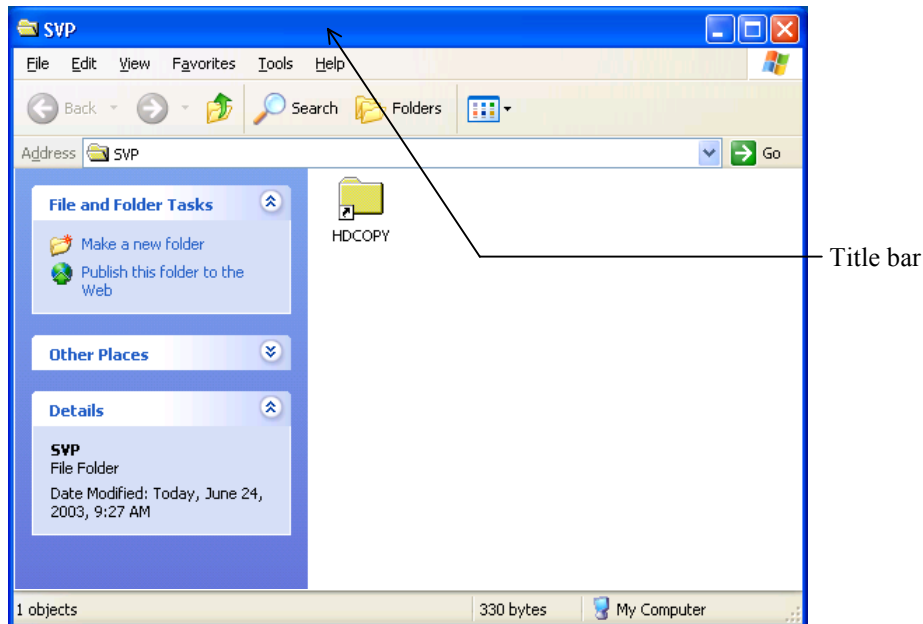 SVP
File Edit View Favorites Tools Help
Back Search Folders
Address SVP Go
File and Folder Tasks
Make a new folder
Publish this folder to the
Web
Other Places
Details
SVP
File Folder
Date Modified: Today, June 24,
2003, 9:27 AM
HDCOPY
Title bar
1 objects 330 bytes My Computer